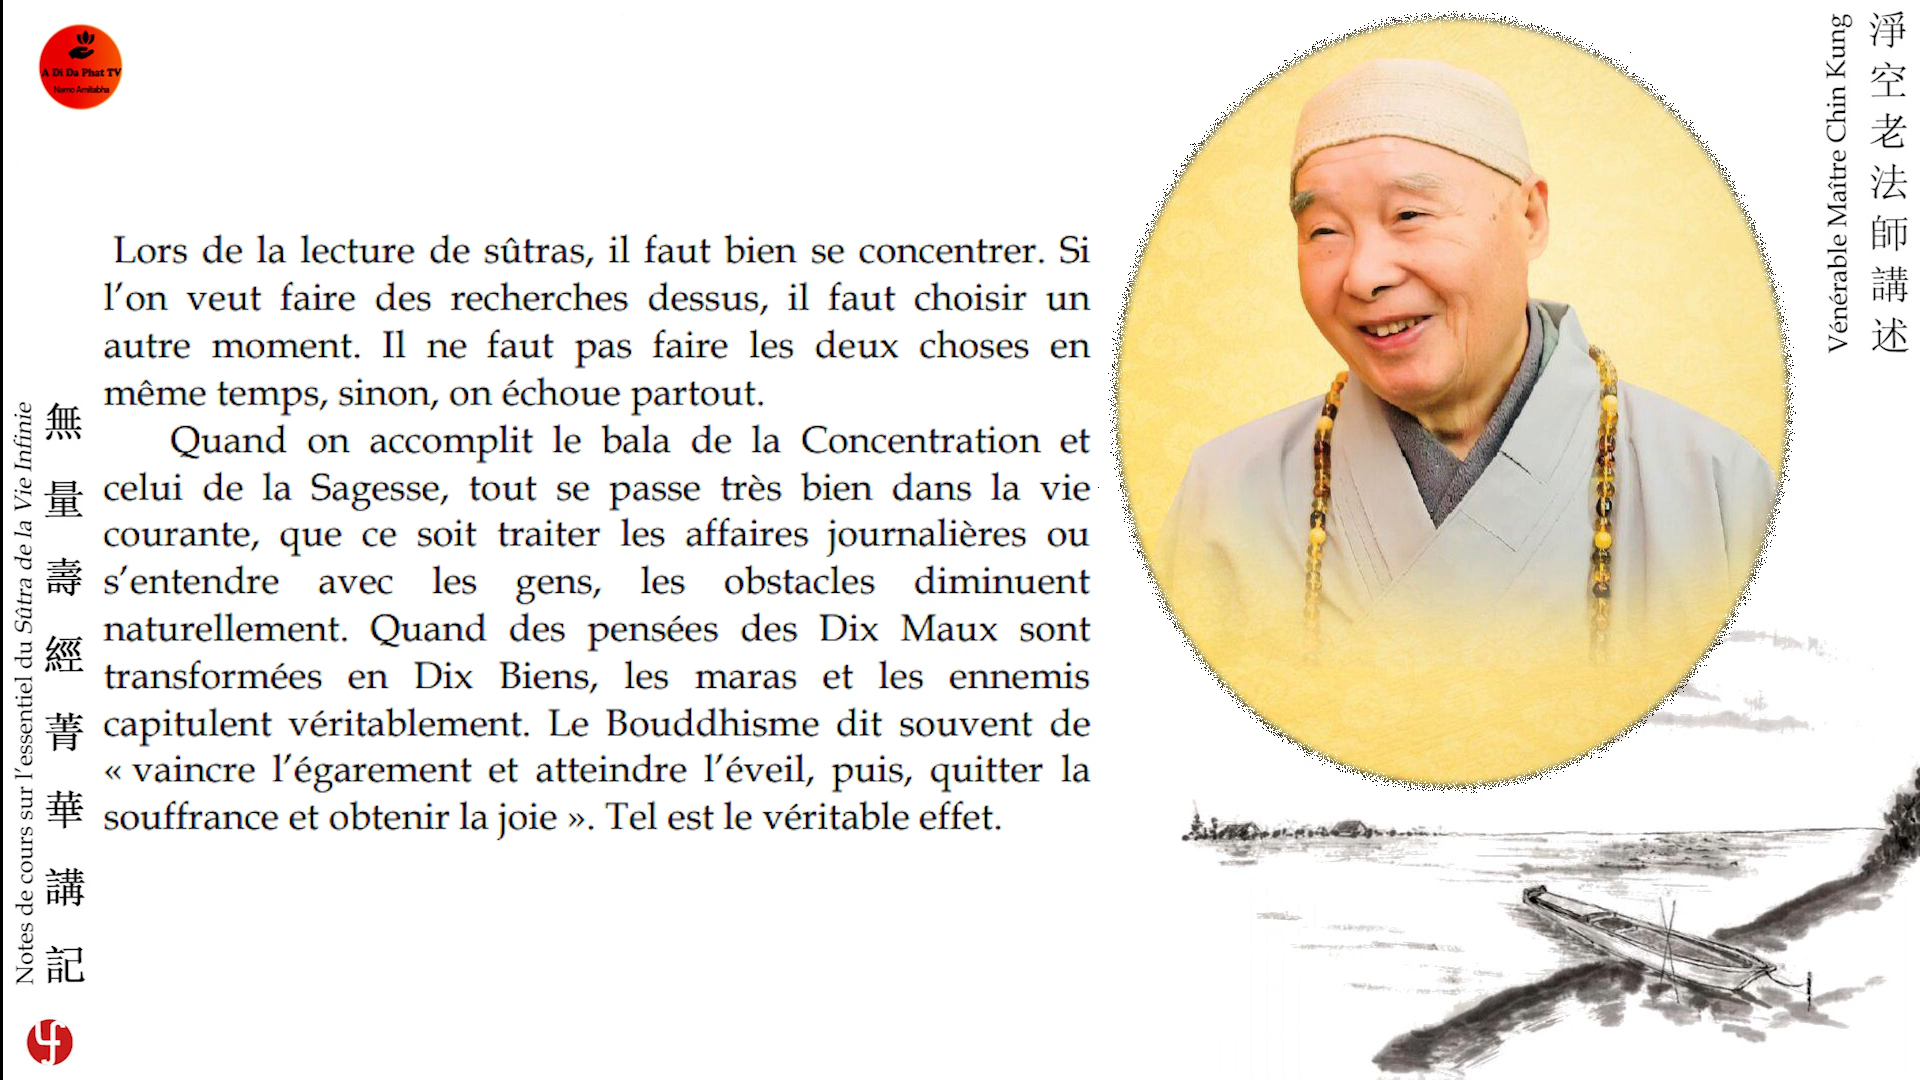 A Di Da Phat TV
Namo Amitabha
Lors de la lecture de sûtras, il faut bien se concentrer. Si
l’on veut faire des recherches dessus, il faut choisir un
autre moment. Il ne faut pas faire les deux choses en
même temps, sinon, on échoue partout.
Quand on accomplit le bala de la Concentration et
celui de la Sagesse, tout se passe très bien dans la vie
courante, que ce soit traiter les affaires journalières ou
s’entendre avec les gens, les obstacles diminuent
naturellement. Quand des pensées des Dix Maux sont
transformées en Dix Biens, les maras et les ennemis
capitulent véritablement. Le Bouddhisme dit souvent de
« vaincre l’égarement et atteindre l’éveil, puis, quitter la
souffrance et obtenir la joie ». Tel est le véritable effet.
Notes de cours sur l’essentiel du Sûtra de la Vie Infinie
無量壽經菁華講記
Vénérable Maître Chin Kung
淨空老法師講述